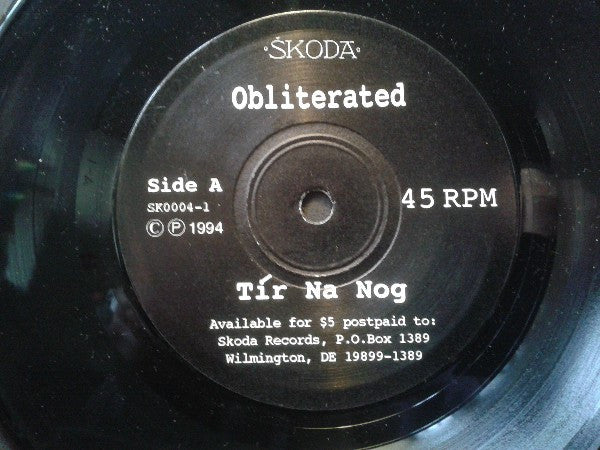 ·ŠKODA·
Obliterated
Side A
SK0004-1
© ℗ 1994
45 RPM
Tír Na Nog
Available for $5 postpaid to:
Skoda Records, P.O.Box 1389
Wilmington, DE 19899-1389